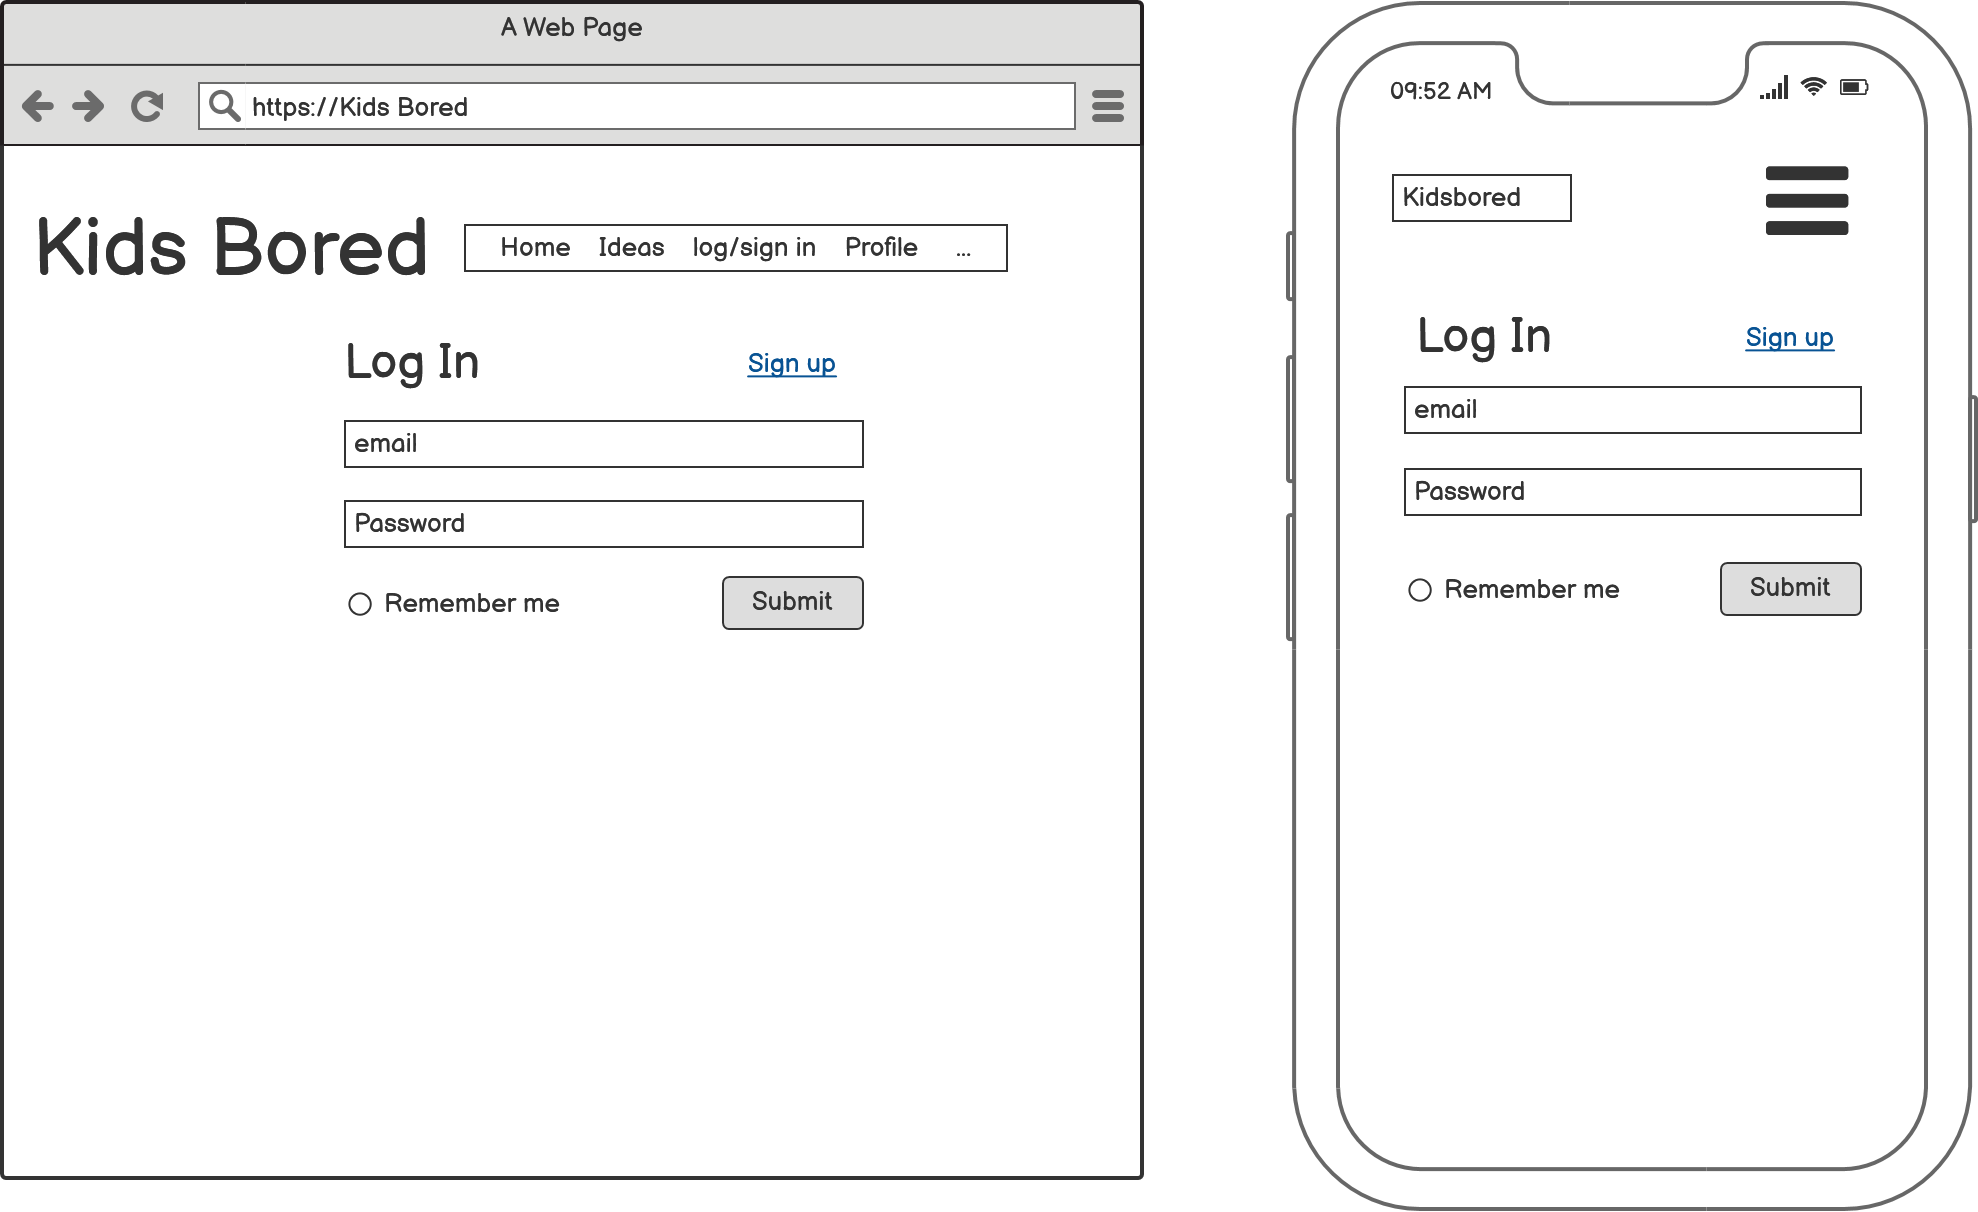 A Web Page
https://Kids Bored
Kids Bored
Home Ideas log/sign in Profile ...
Log In Sign up
email
Password
Remember me Submit
09:52 AM
Kidsbored
Log In Sign up
email
Password
Remember me Submit